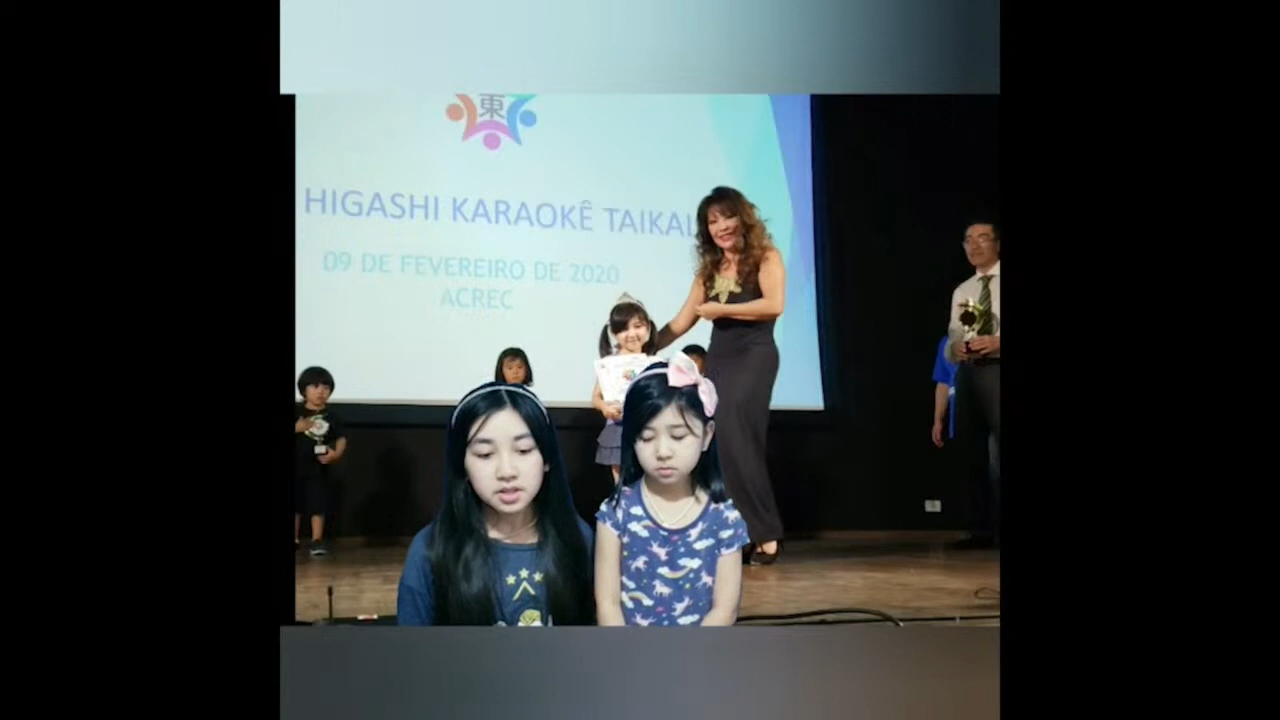 東
HIGASHI KARAOKÊ TAIKAI
09 DE FEVEREIRO DE 2020
ACREC